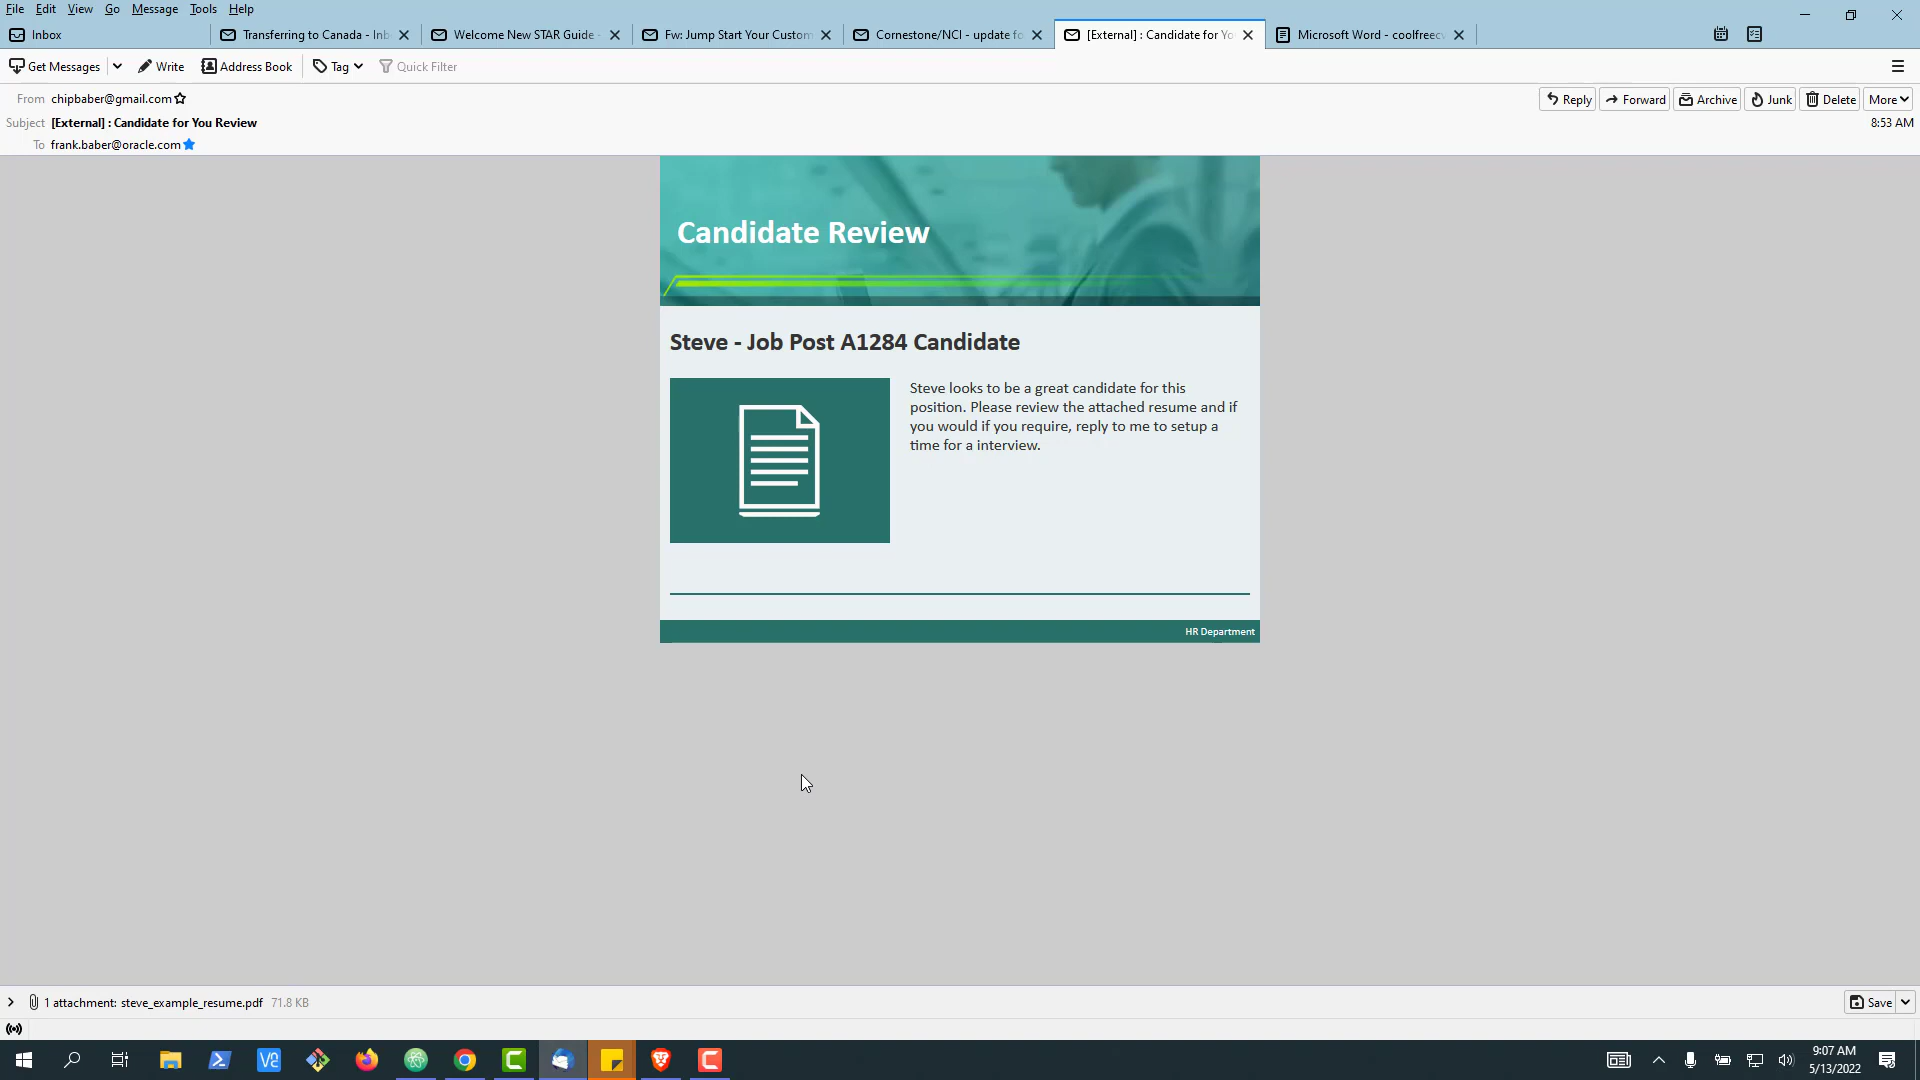 File Edit View Go Message Tools Help
Inbox
Transferring to Canada - Inb
Welcome New STAR Guide -
Fw: Jump Start Your Custom
Cornestone/NCI - update fo
[External] : Candidate for Yo
Microsoft Word - coolfreecv
Get Messages Write Address Book Tag Quick Filter
From chipbaber@gmail.com
Reply Forward Archive Junk Delete More
Subject [External] : Candidate for You Review
8:53 AM
To frank.baber@oracle.com
Candidate Review
Steve - Job Post A1284 Candidate
Steve looks to be a great candidate for this
position. Please review the attached resume and if
you would if you require, reply to me to setup a
time for a interview.
HR Department
1 attachment: steve_example_resume.pdf 71.8 KB
Save
9:07 AM
5/13/2022